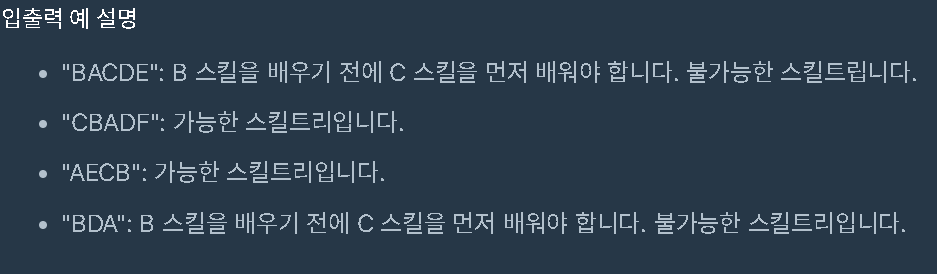 입출력 예 설명
• "BACDE": B 스킬을 배우기 전에 C 스킬을 먼저 배워야 합니다. 불가능한 스킬트립니다.
• "CBADF": 가능한 스킬트리입니다.
• "AECB": 가능한 스킬트리입니다.
• "BDA": B 스킬을 배우기 전에 C 스킬을 먼저 배워야 합니다. 불가능한 스킬트리입니다.